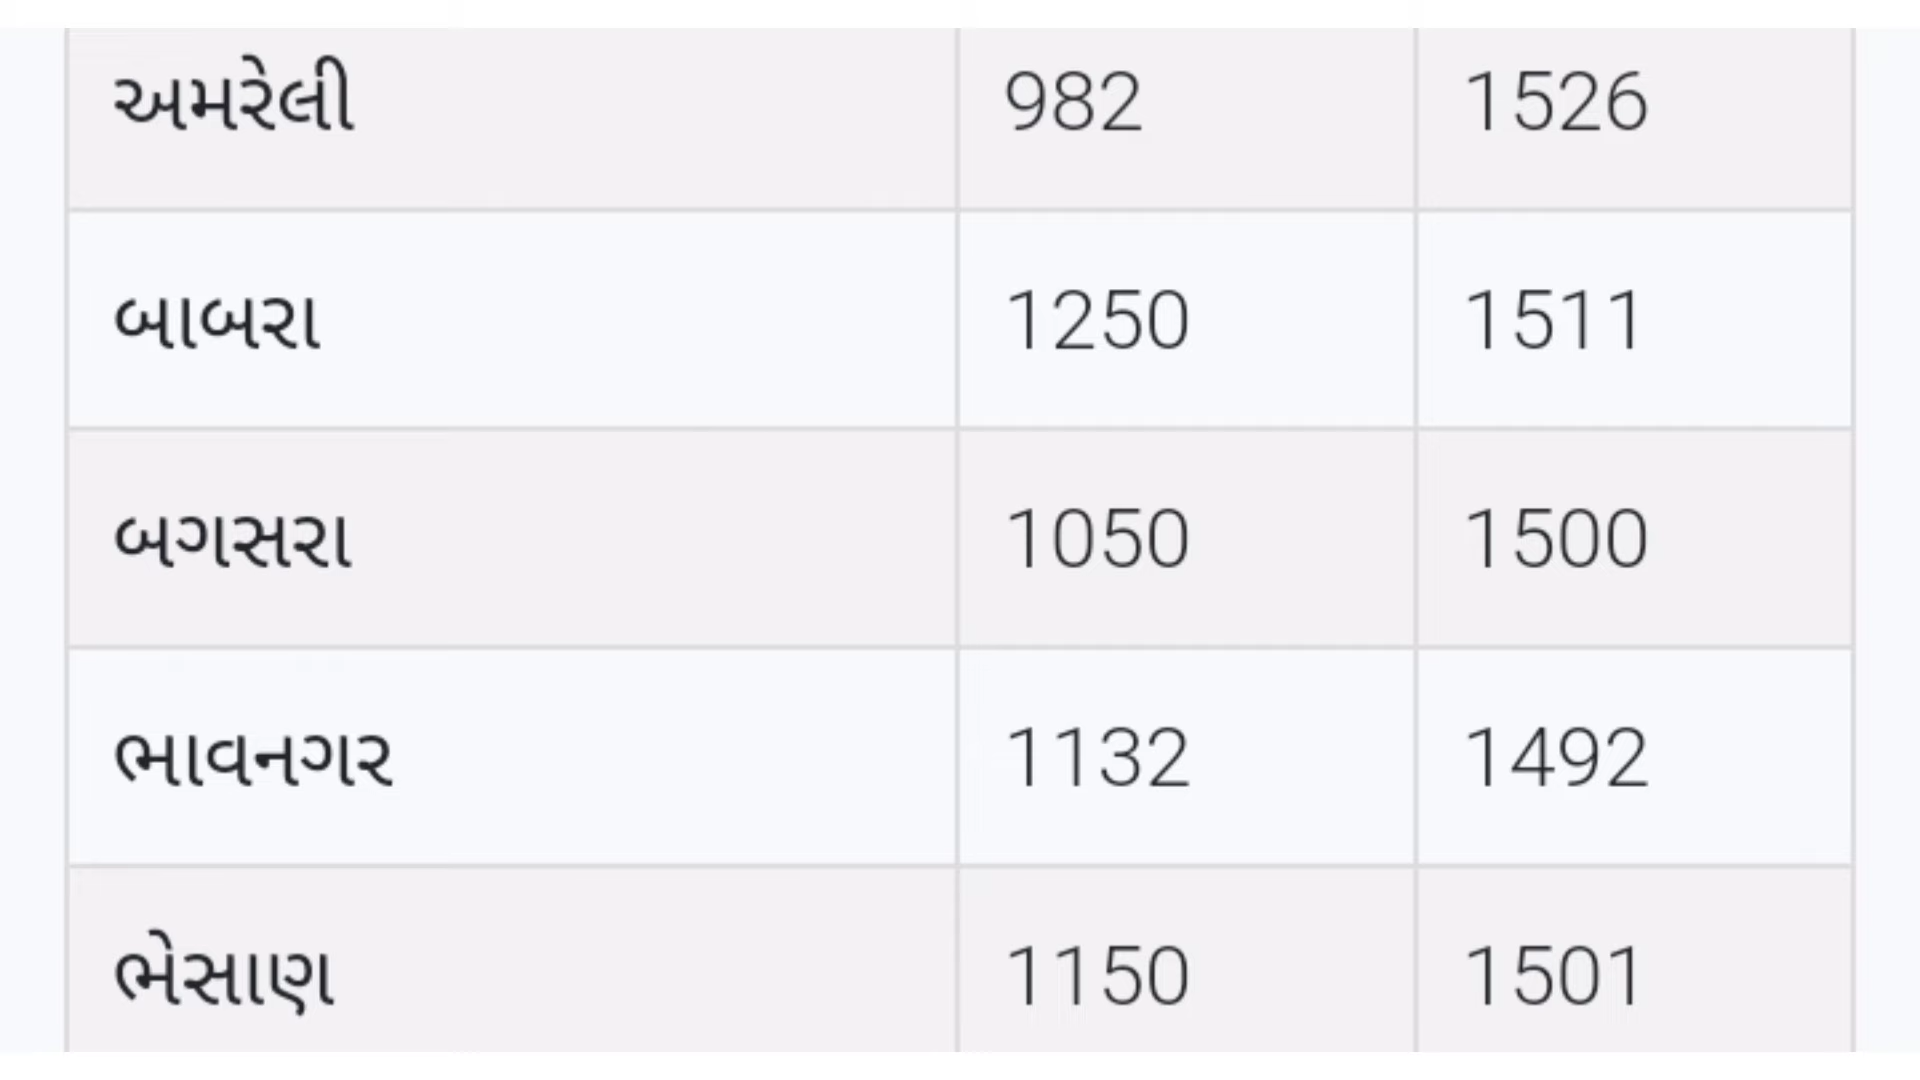 અમરેલી 982 1526
બાબરા 1250 1511
બગસરા 1050 1500
ભાવનગર 1132 1492
ભેસાણ 1150 1501